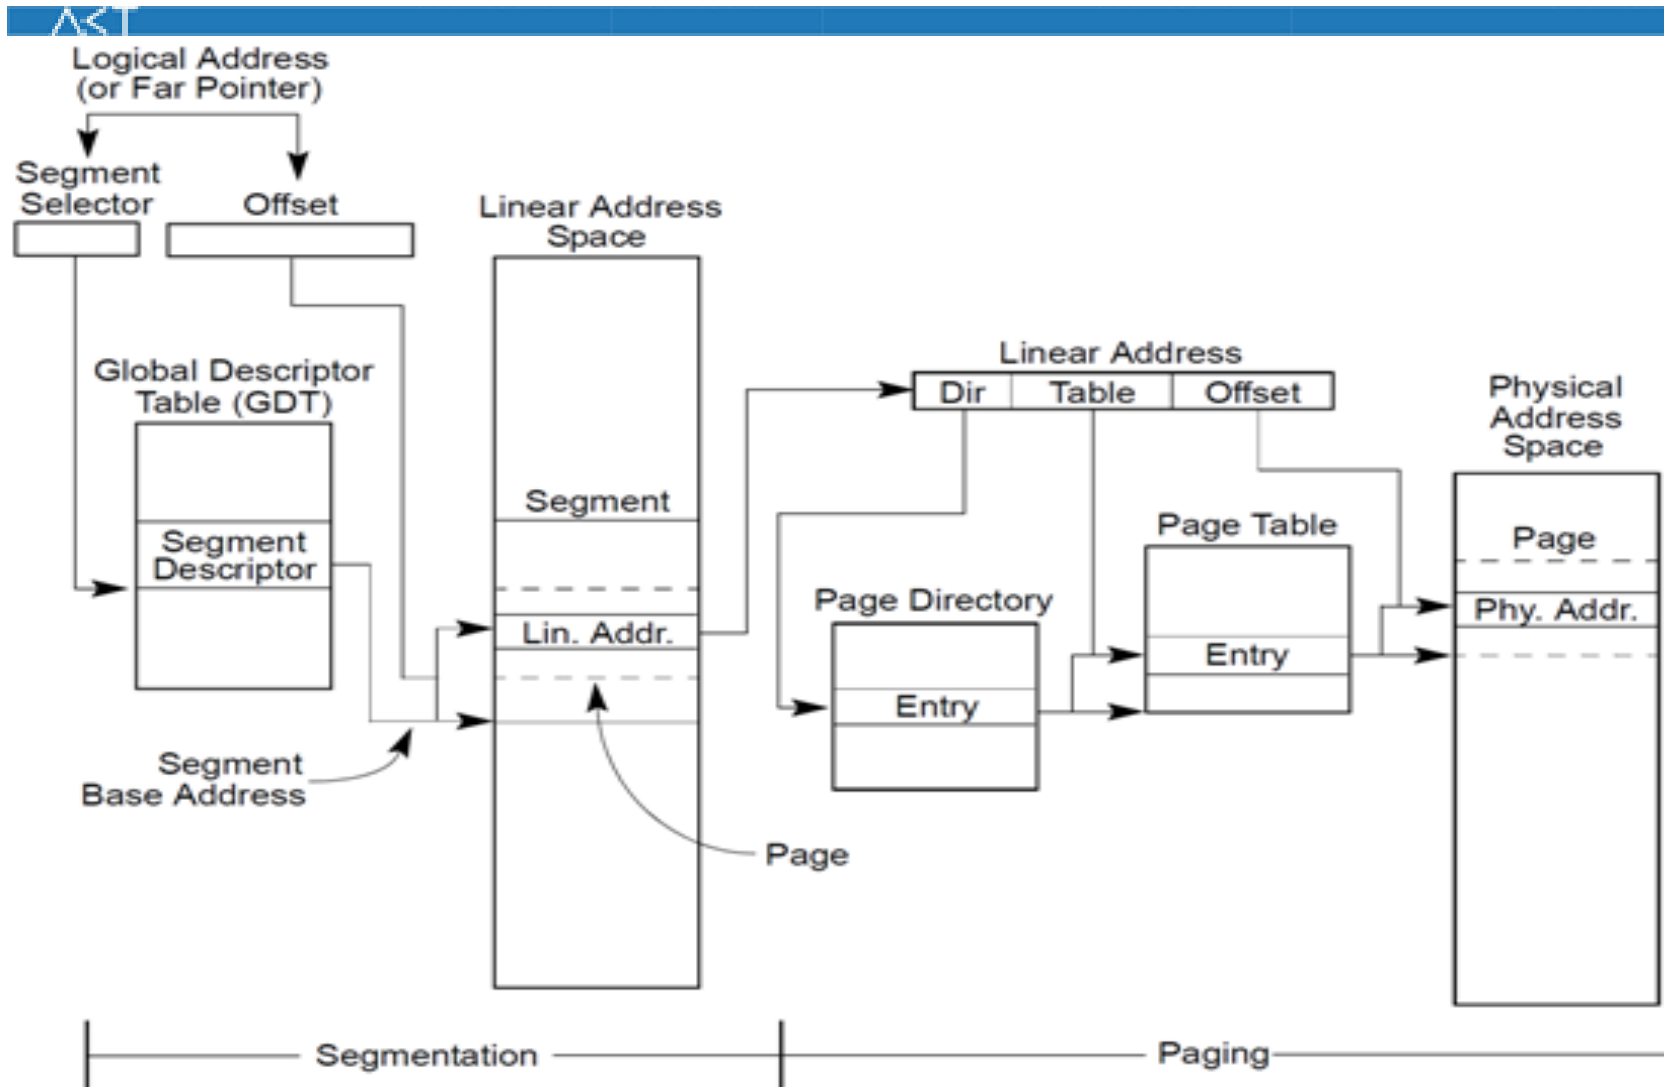 Logical Address
(or Far Pointer)
Segment
Selector
Offset
Linear Address
Space
Global Descriptor
Table (GDT)
Segment
Descriptor
Segment
Lin. Addr.
Segment
Base Address
Page
Linear Address
Dir
Table
Offset
Page Directory
Entry
Page Table
Entry
Physical
Address
Space
Page
Phy. Addr.
Segmentation
Paging